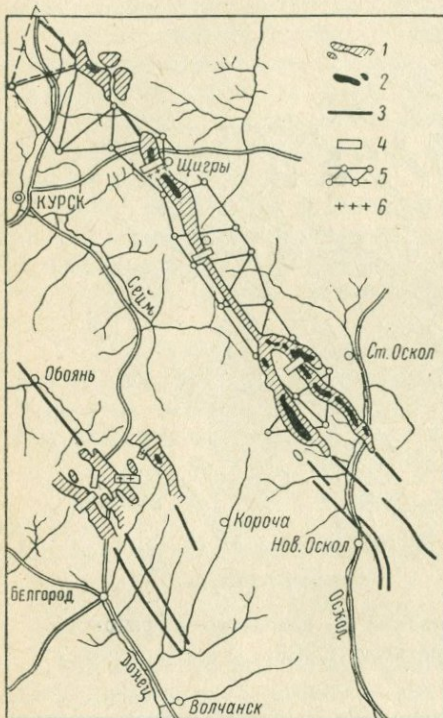 1
2
3
4
5
6
Щигры
КУРСК
Сейм
Ст. Оскол
Обоянь
Короча
Нов. Оскол
Белгород
Оскол
Донец
Волчанск